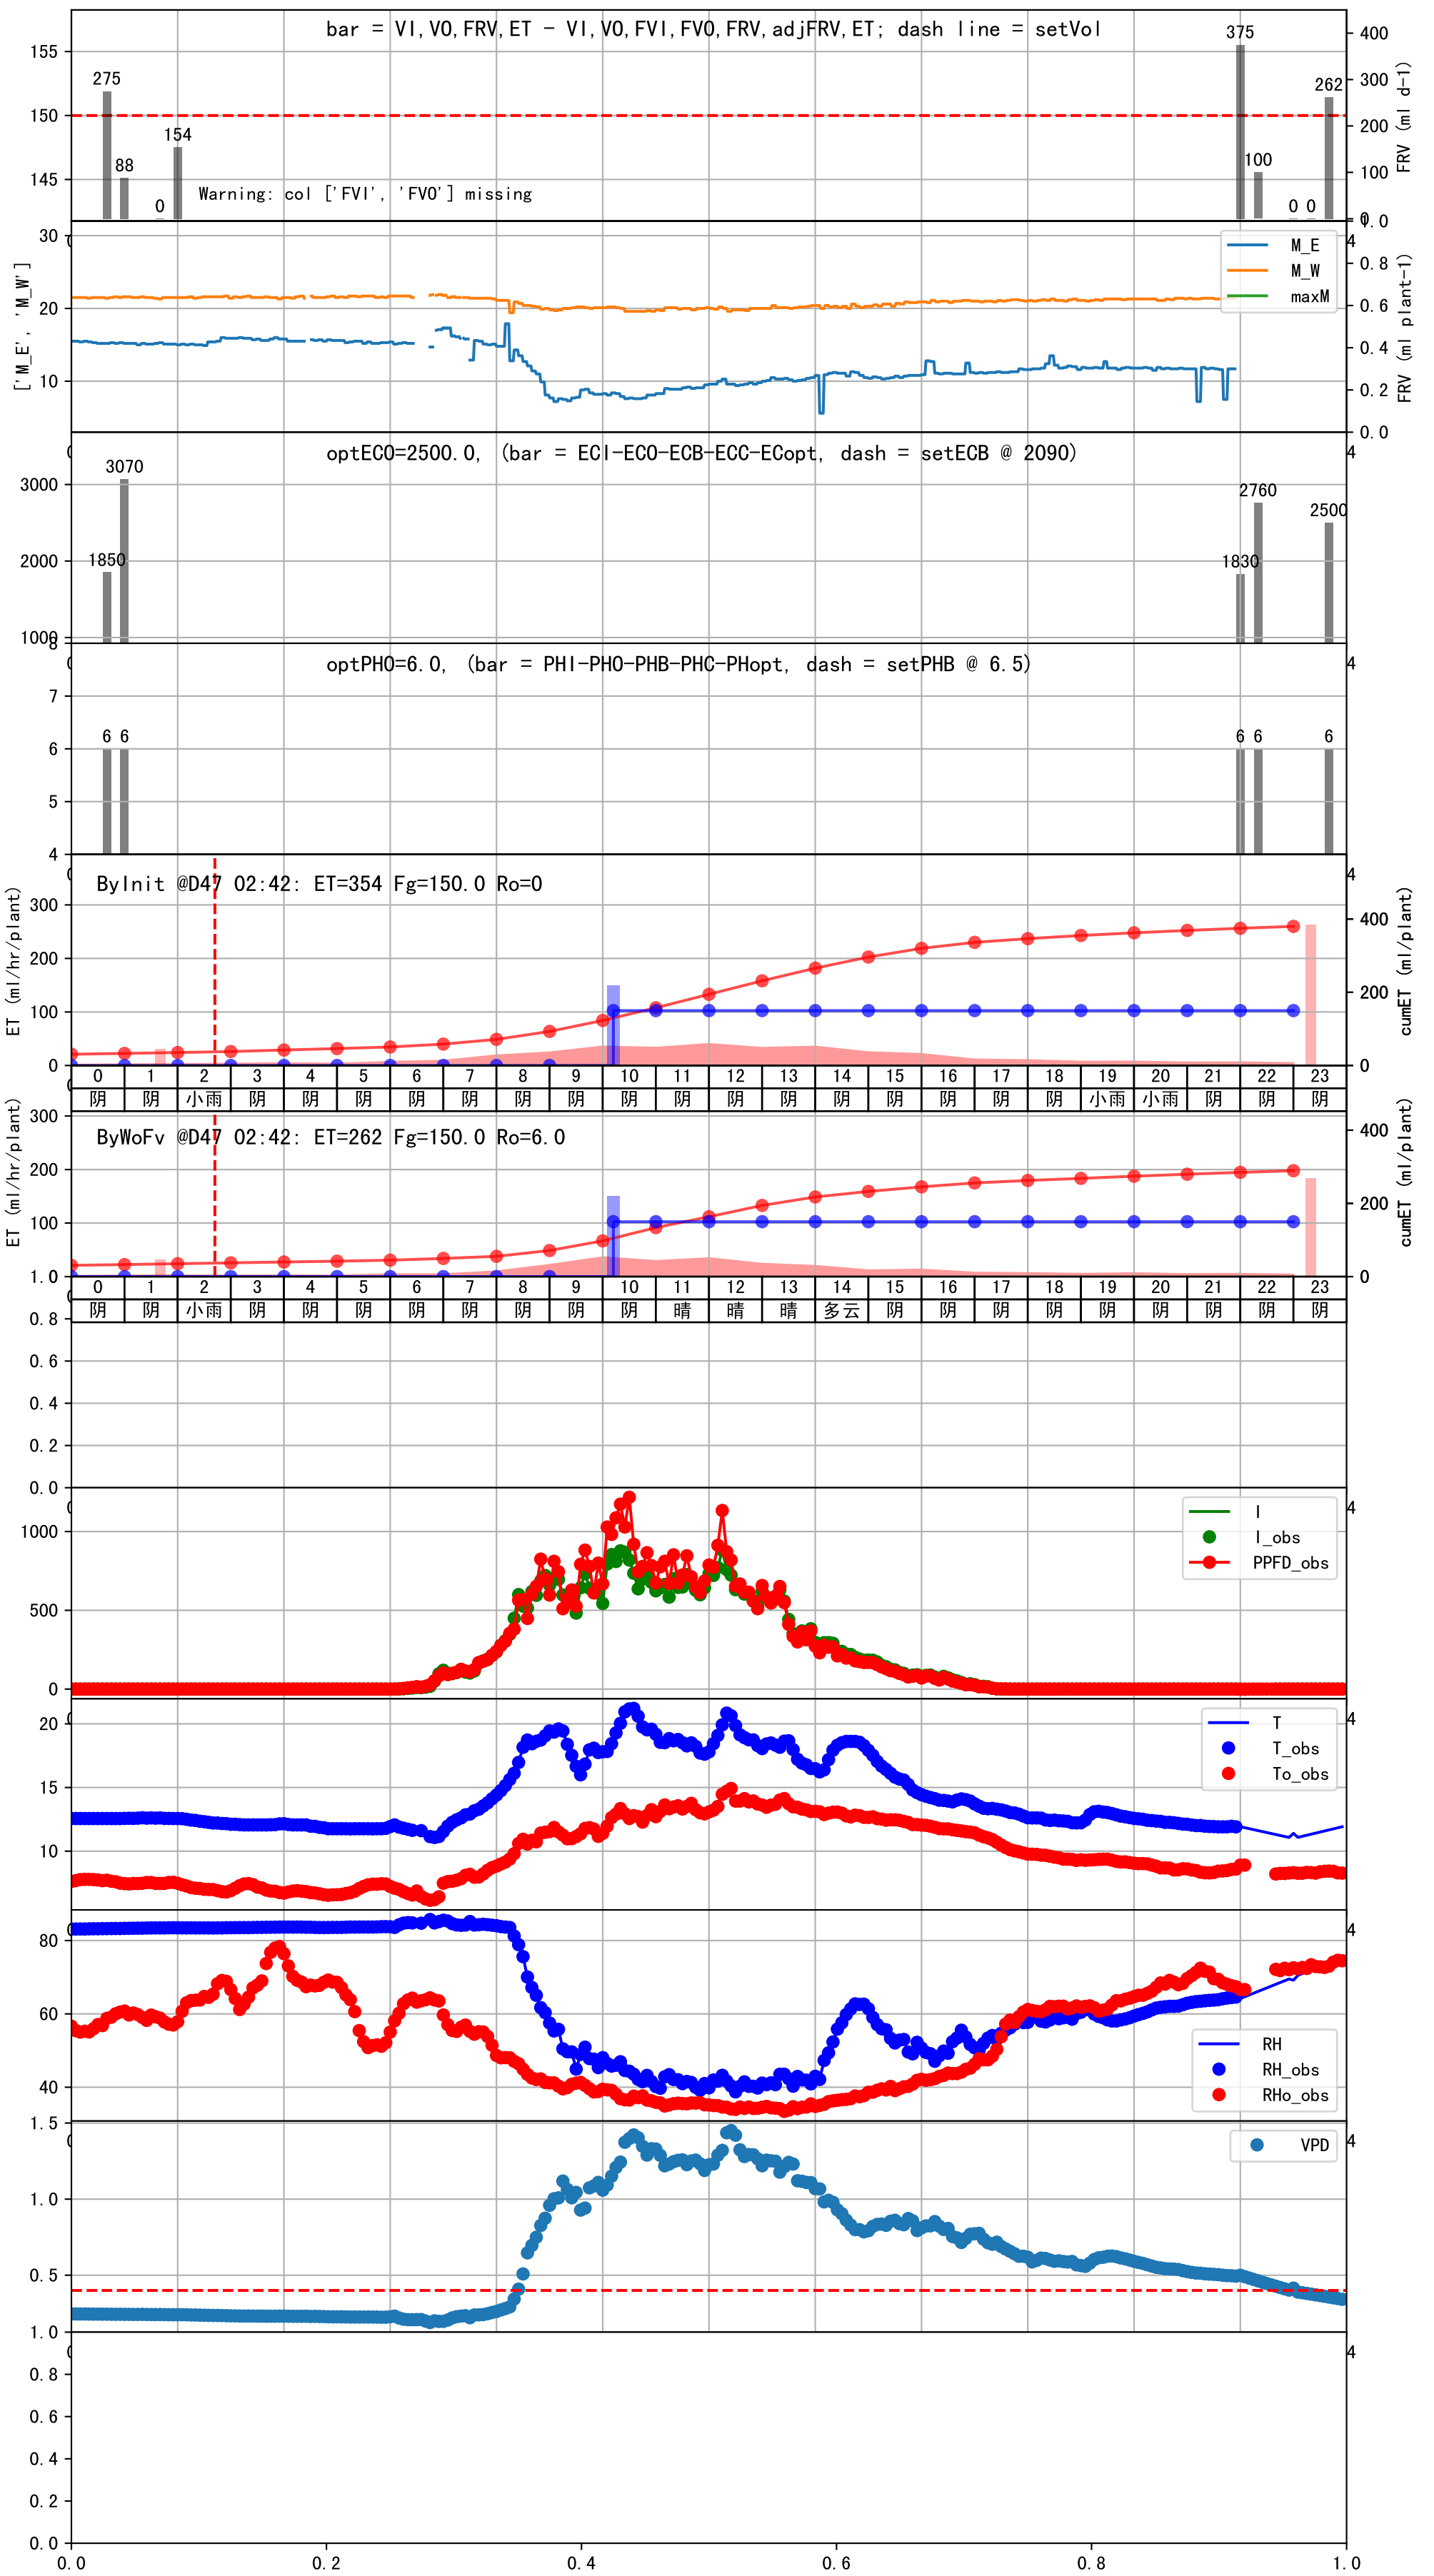 bar = VI,VO,FRV,ET - VI,VO,FVI,FVO,FRV,adjFRV,ET; dash line = setVol
155
150
145
275
88
0
154
Warning: col ['FVI', 'FVO'] missing
375
100
0
0
262
400
300
200
100
0
FRV (ml d-1)
1.0
30
20
10
['M_E', 'M_W']
M_E
M_W
maxM
4
0.8
0.6
0.4
0.2
0.0
FRV (ml plant-1)
optECO=2500.0, (bar = ECI-ECO-ECB-ECC-ECopt, dash = setECB @ 2090)
4
3000
2000
1000
1850
3070
1830
2760
2500
optPHO=6.0, (bar = PHI-PHO-PHB-PHC-PHopt, dash = setPHB @ 6.5)
4
8
7
6
5
4
6
6
6
6
6
ByInit @D47 02:42: ET=354 Fg=150.0 Ro=0
4
300
200
100
0
ET (ml/hr/plant)
400
200
0
cumET (ml/plant)
0 1 2 3 4 5 6 7 8 9 10 11 12 13 14 15 16 17 18 19 20 21 22 23
阴 阴 小雨 阴 阴 阴 阴 阴 阴 阴 阴 阴 阴 阴 阴 阴 阴 阴 阴 小雨 小雨 阴 阴 阴
ByWoFv @D47 02:42: ET=262 Fg=150.0 Ro=6.0
300
200
100
ET (ml/hr/plant)
400
200
0
cumET (ml/plant)
0 1 2 3 4 5 6 7 8 9 10 11 12 13 14 15 16 17 18 19 20 21 22 23
阴 阴 小雨 阴 阴 阴 阴 阴 阴 阴 阴 晴 晴 晴 多云 阴 阴 阴 阴 阴 阴 阴 阴 阴
1.0
0.8
0.6
0.4
0.2
0.0
4
1000
500
0
I
I_obs
PPFD_obs
4
20
15
10
T
T_obs
To_obs
4
80
60
40
RH
RH_obs
RHo_obs
4
1.5
1.0
0.5
VPD
4
1.0
0.8
0.6
0.4
0.2
0.0
0.0 0.2 0.4 0.6 0.8 1.0